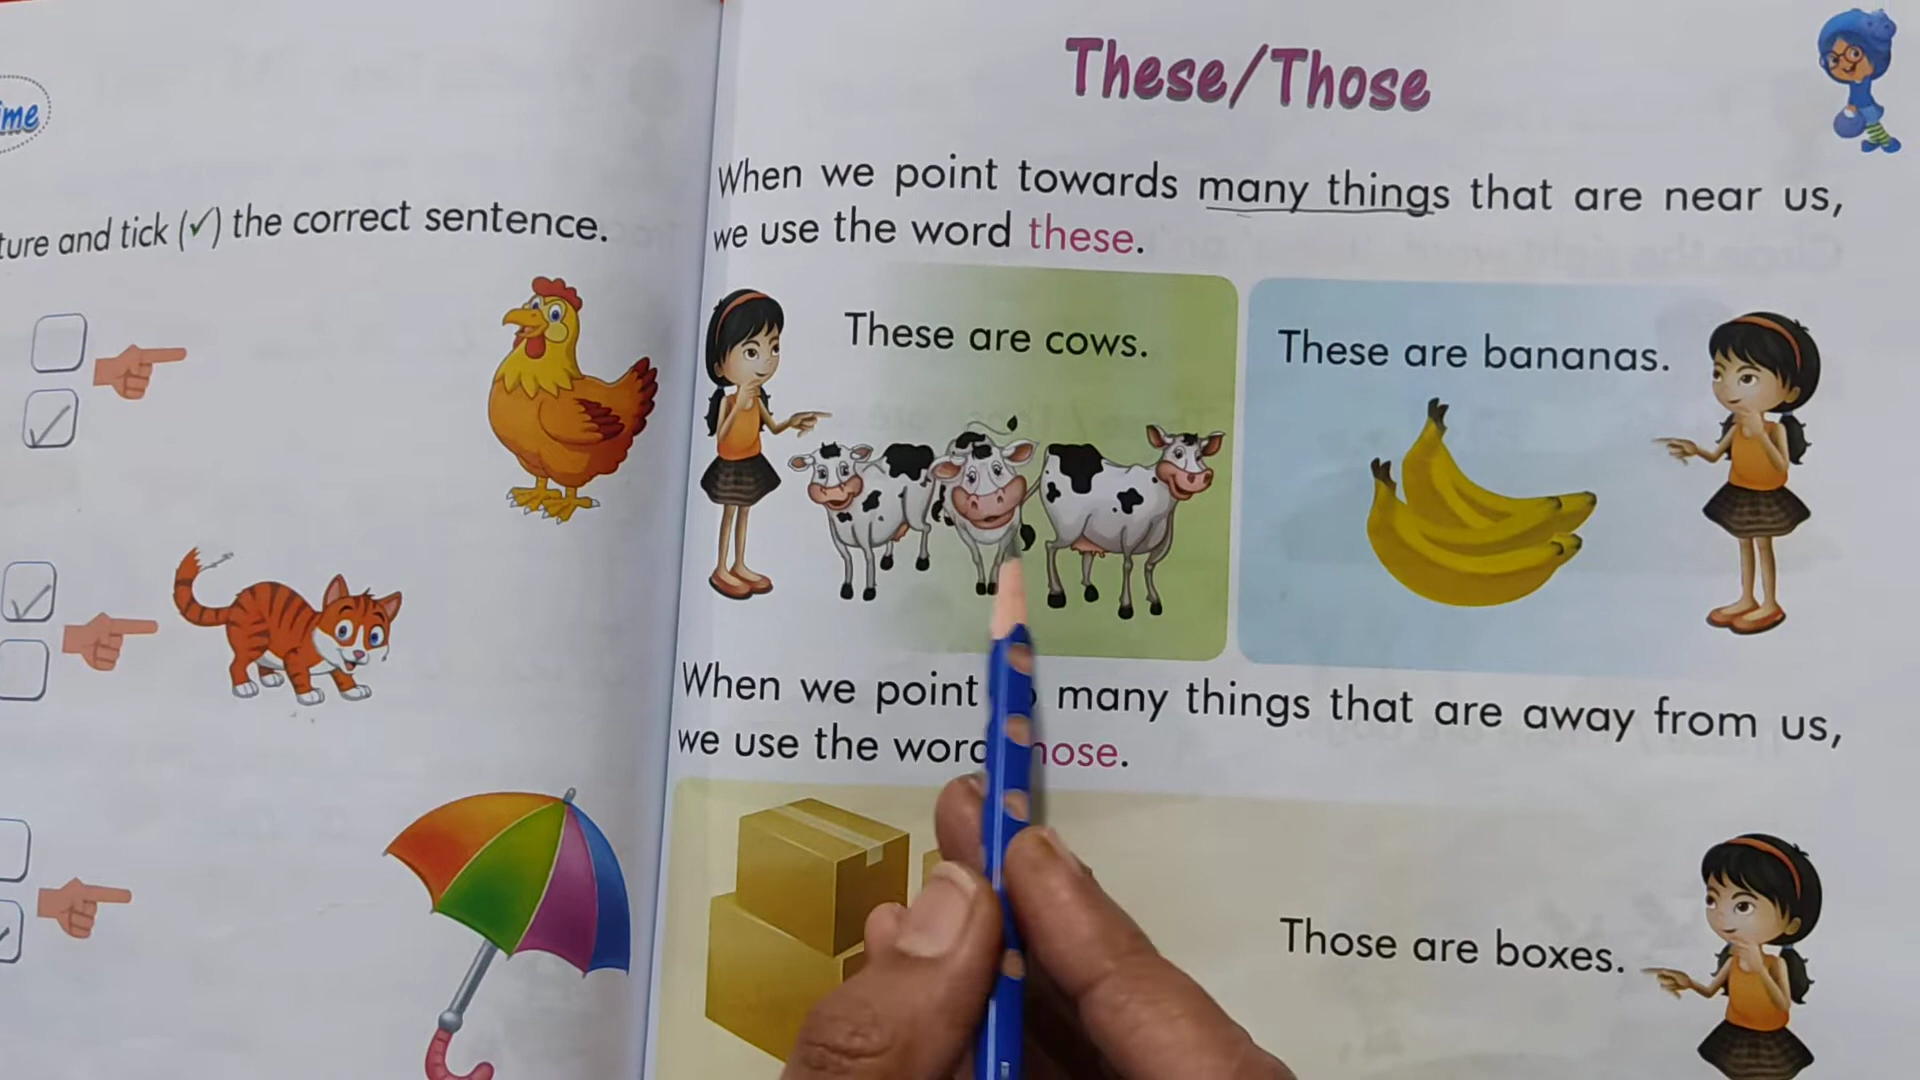 me
ture and tick (✓) the correct sentence.
These/Those
When we point towards many things that are near us,
we use the word these.
These are cows.
These are bananas.
When we point many things that are away from us,
we use the word
Those are boxes.